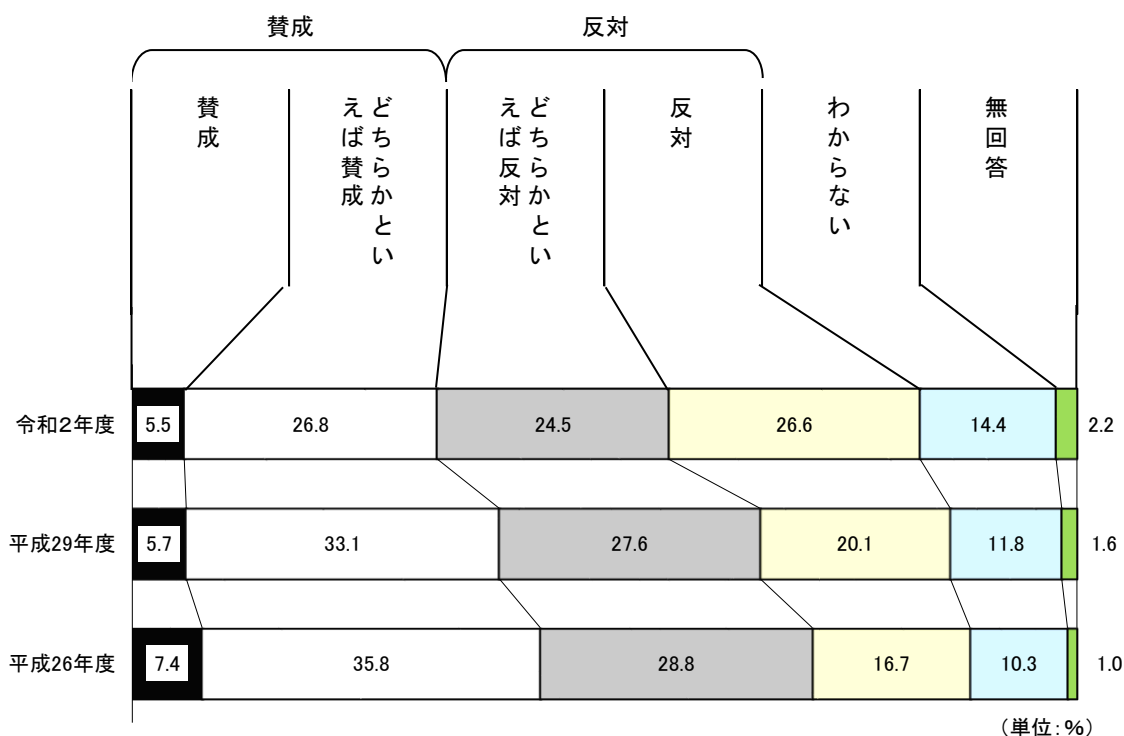 賛成
反対
賛成
どちらかとい
えば賛成
どちらかとい
えば反対
反対
わからない
無回答
令和2年度
5.5
26.8
24.5
26.6
14.4
2.2
平成29年度
5.7
33.1
27.6
20.1
11.8
1.6
平成26年度
7.4
35.8
28.8
16.7
10.3
1.0
(単位:%)